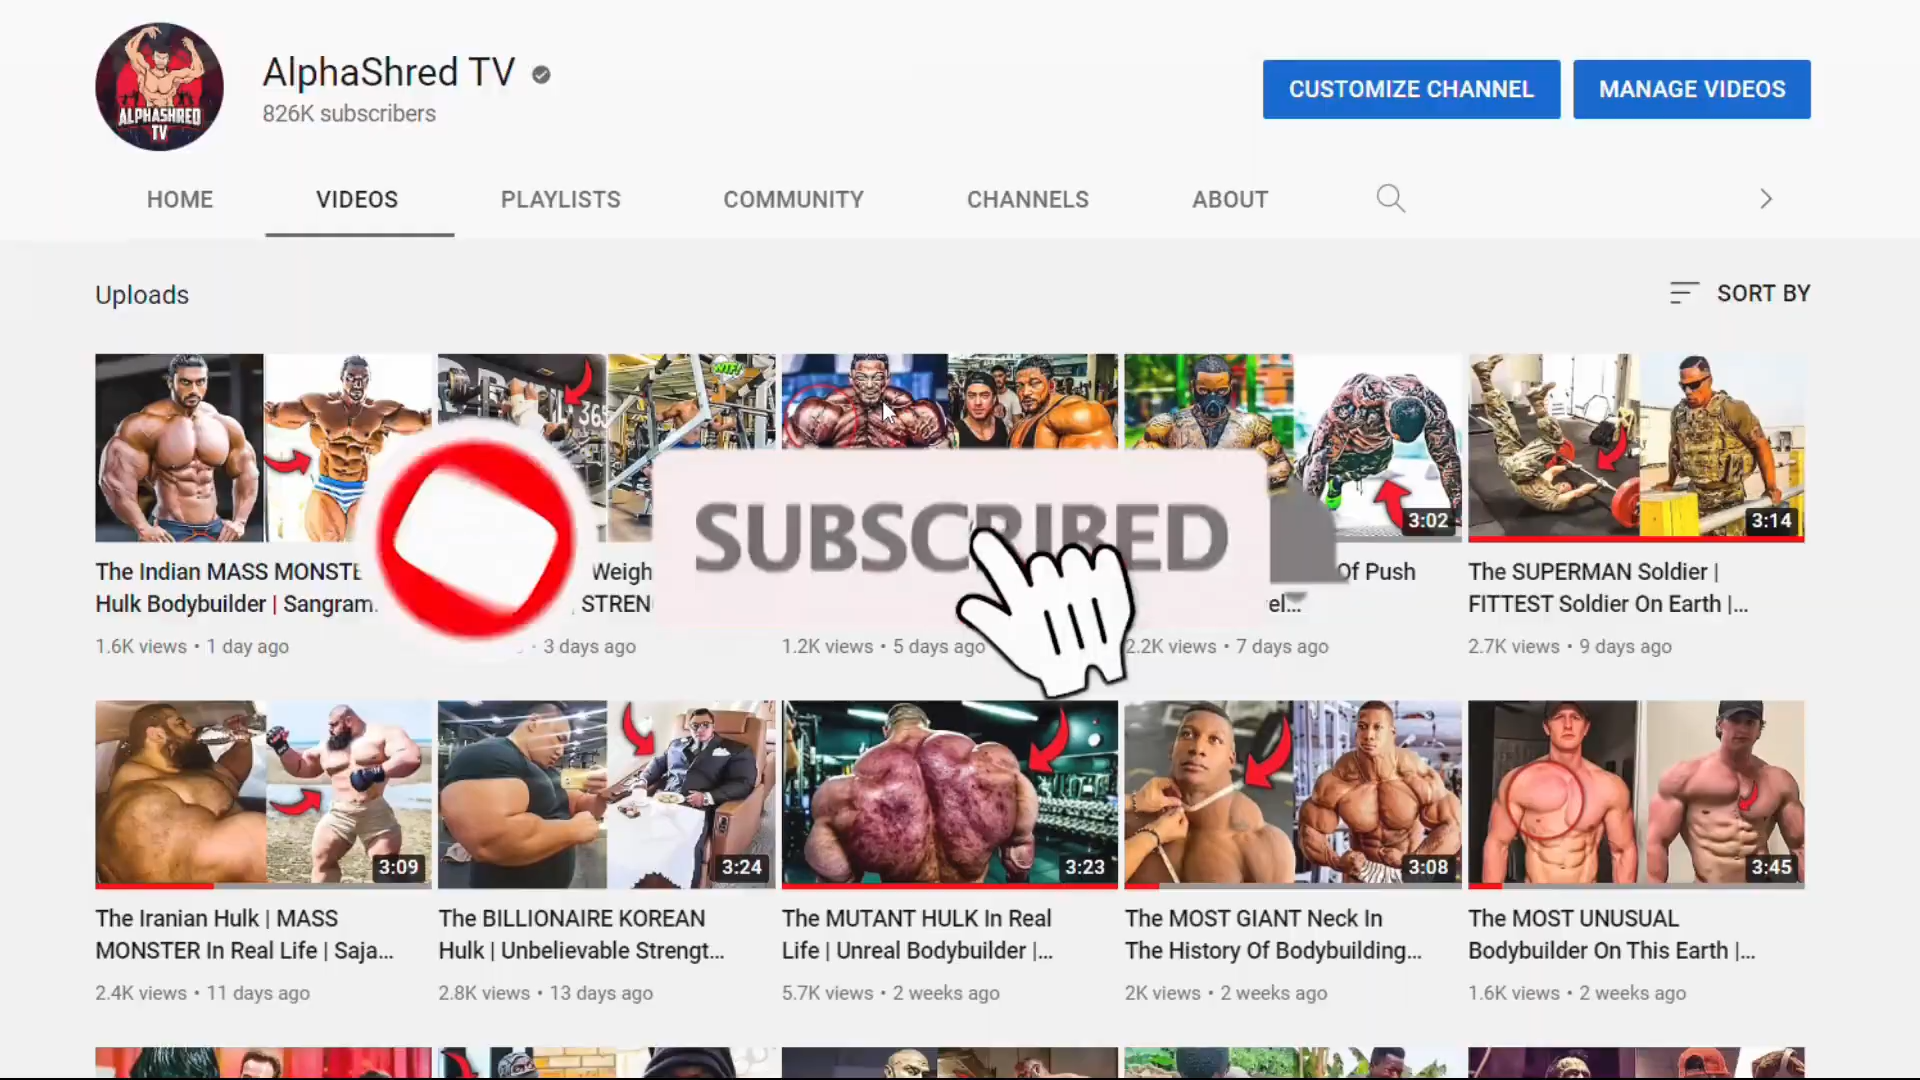 AlphaShred TV
826K subscribers
CUSTOMIZE CHANNEL
MANAGE VIDEOS
ALPHASHRED
TV
HOME
VIDEOS
PLAYLISTS
COMMUNITY
CHANNELS
ABOUT
Uploads
SORT BY
WTF!
365
3:02
3:14
SUBSCRIBED
The Indian MASS MONSTE
Hulk Bodybuilder | Sangram.
1.6K views • 1 day ago
Weigh
STREN
3 days ago
1.2K views • 5 days ago
Of Push
el...
2.2K views • 7 days ago
The SUPERMAN Soldier |
FITTEST Soldier On Earth |...
2.7K views • 9 days ago
3:09
3:24
3:23
3:08
3:45
The Iranian Hulk | MASS
MONSTER In Real Life | Saja...
2.4K views • 11 days ago
The BILLIONAIRE KOREAN
Hulk | Unbelievable Strengt...
2.8K views • 13 days ago
The MUTANT HULK In Real
Life | Unreal Bodybuilder |...
5.7K views • 2 weeks ago
The MOST GIANT Neck In
The History Of Bodybuilding...
2K views • 2 weeks ago
The MOST UNUSUAL
Bodybuilder On This Earth |...
1.6K views • 2 weeks ago